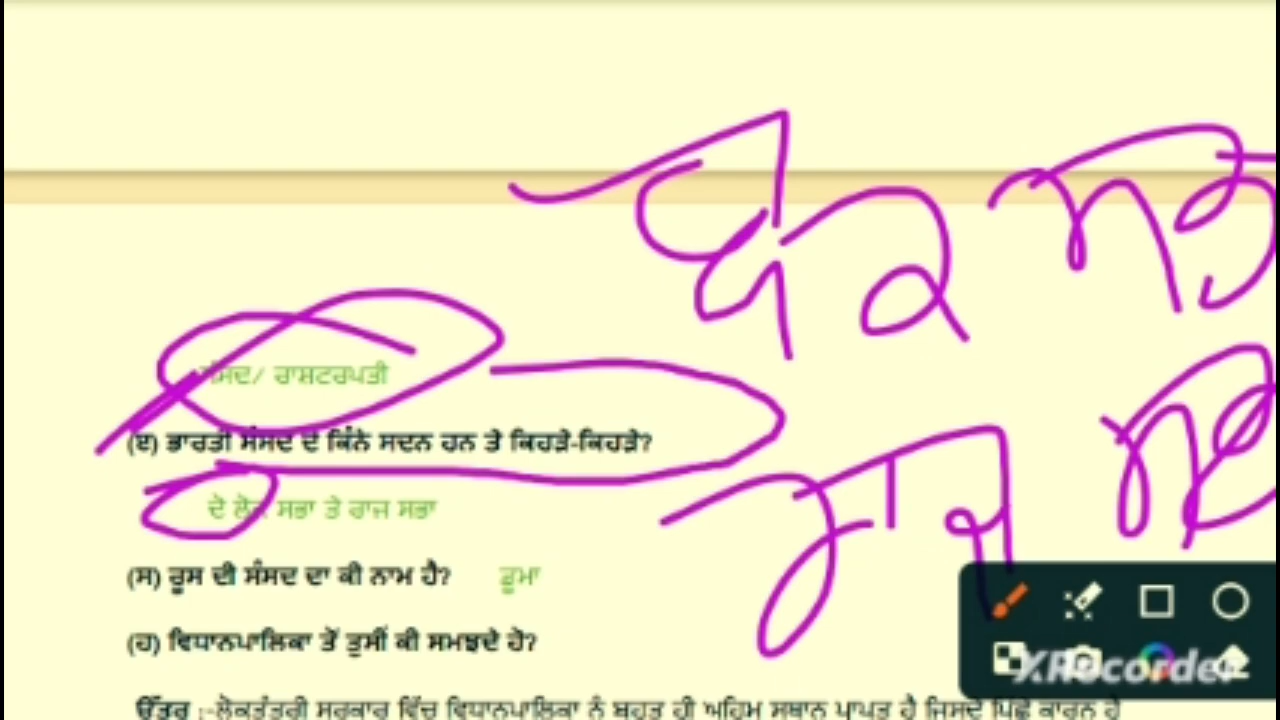 ਸੰਸਦ/ ਰਾਸ਼ਟਰਪਤੀ
(ੲ) ਭਾਰਤੀ ਸੰਸਦ ਦੇ ਕਿੰਨੇ ਸਦਨ ਹਨ ਤੇ ਕਿਹੜੇ-ਕਿਹੜੇ?
ਦੋ ਲੋਕ ਸਭਾ ਤੇ ਰਾਜ ਸਭਾ
(ਸ) ਰੂਸ ਦੀ ਸੰਸਦ ਦਾ ਕੀ ਨਾਮ ਹੈ? ਡੂਮਾ
(ਹ) ਵਿਧਾਨਪਾਲਿਕਾ ਤੋਂ ਤੁਸੀਂ ਕੀ ਸਮਝਦੇ ਹੋ?
ਉੱਤਰ :-ਲੋਕਤੰਤਰੀ ਸਰਕਾਰ ਵਿੱਚ ਵਿਧਾਨਪਾਲਿਕਾ ਨੂੰ ਬਹੁਤ ਹੀ ਅਹਿਮ ਸਥਾਨ ਪ੍ਰਾਪਤ ਹੈ ਜਿਸਦੇ ਪਿੱਛੇ ਕਾਰਨ ਹੈ
ਰਾਜ
XRecorder